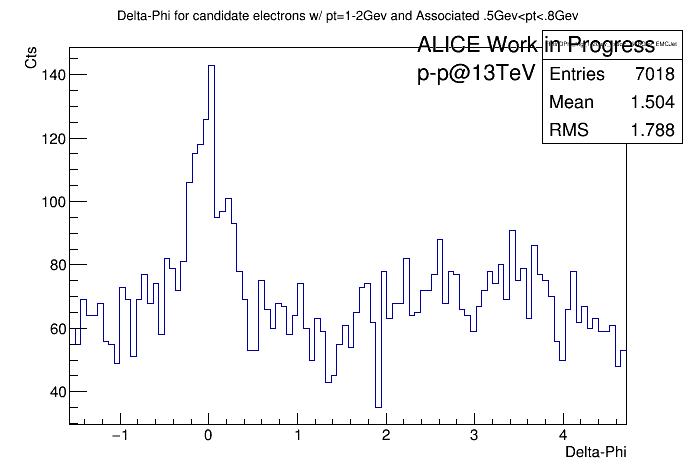 Delta-Phi for candidate electrons w/ pt=1-2Gev and Associated .5Gev<pt<.8Gev
Cts
ALICE Work in Progress
p-p@13TeV
Entries 7018
Mean 1.504
RMS 1.788
140
120
100
80
60
40
−1 0 1 2 3 4
Delta-Phi